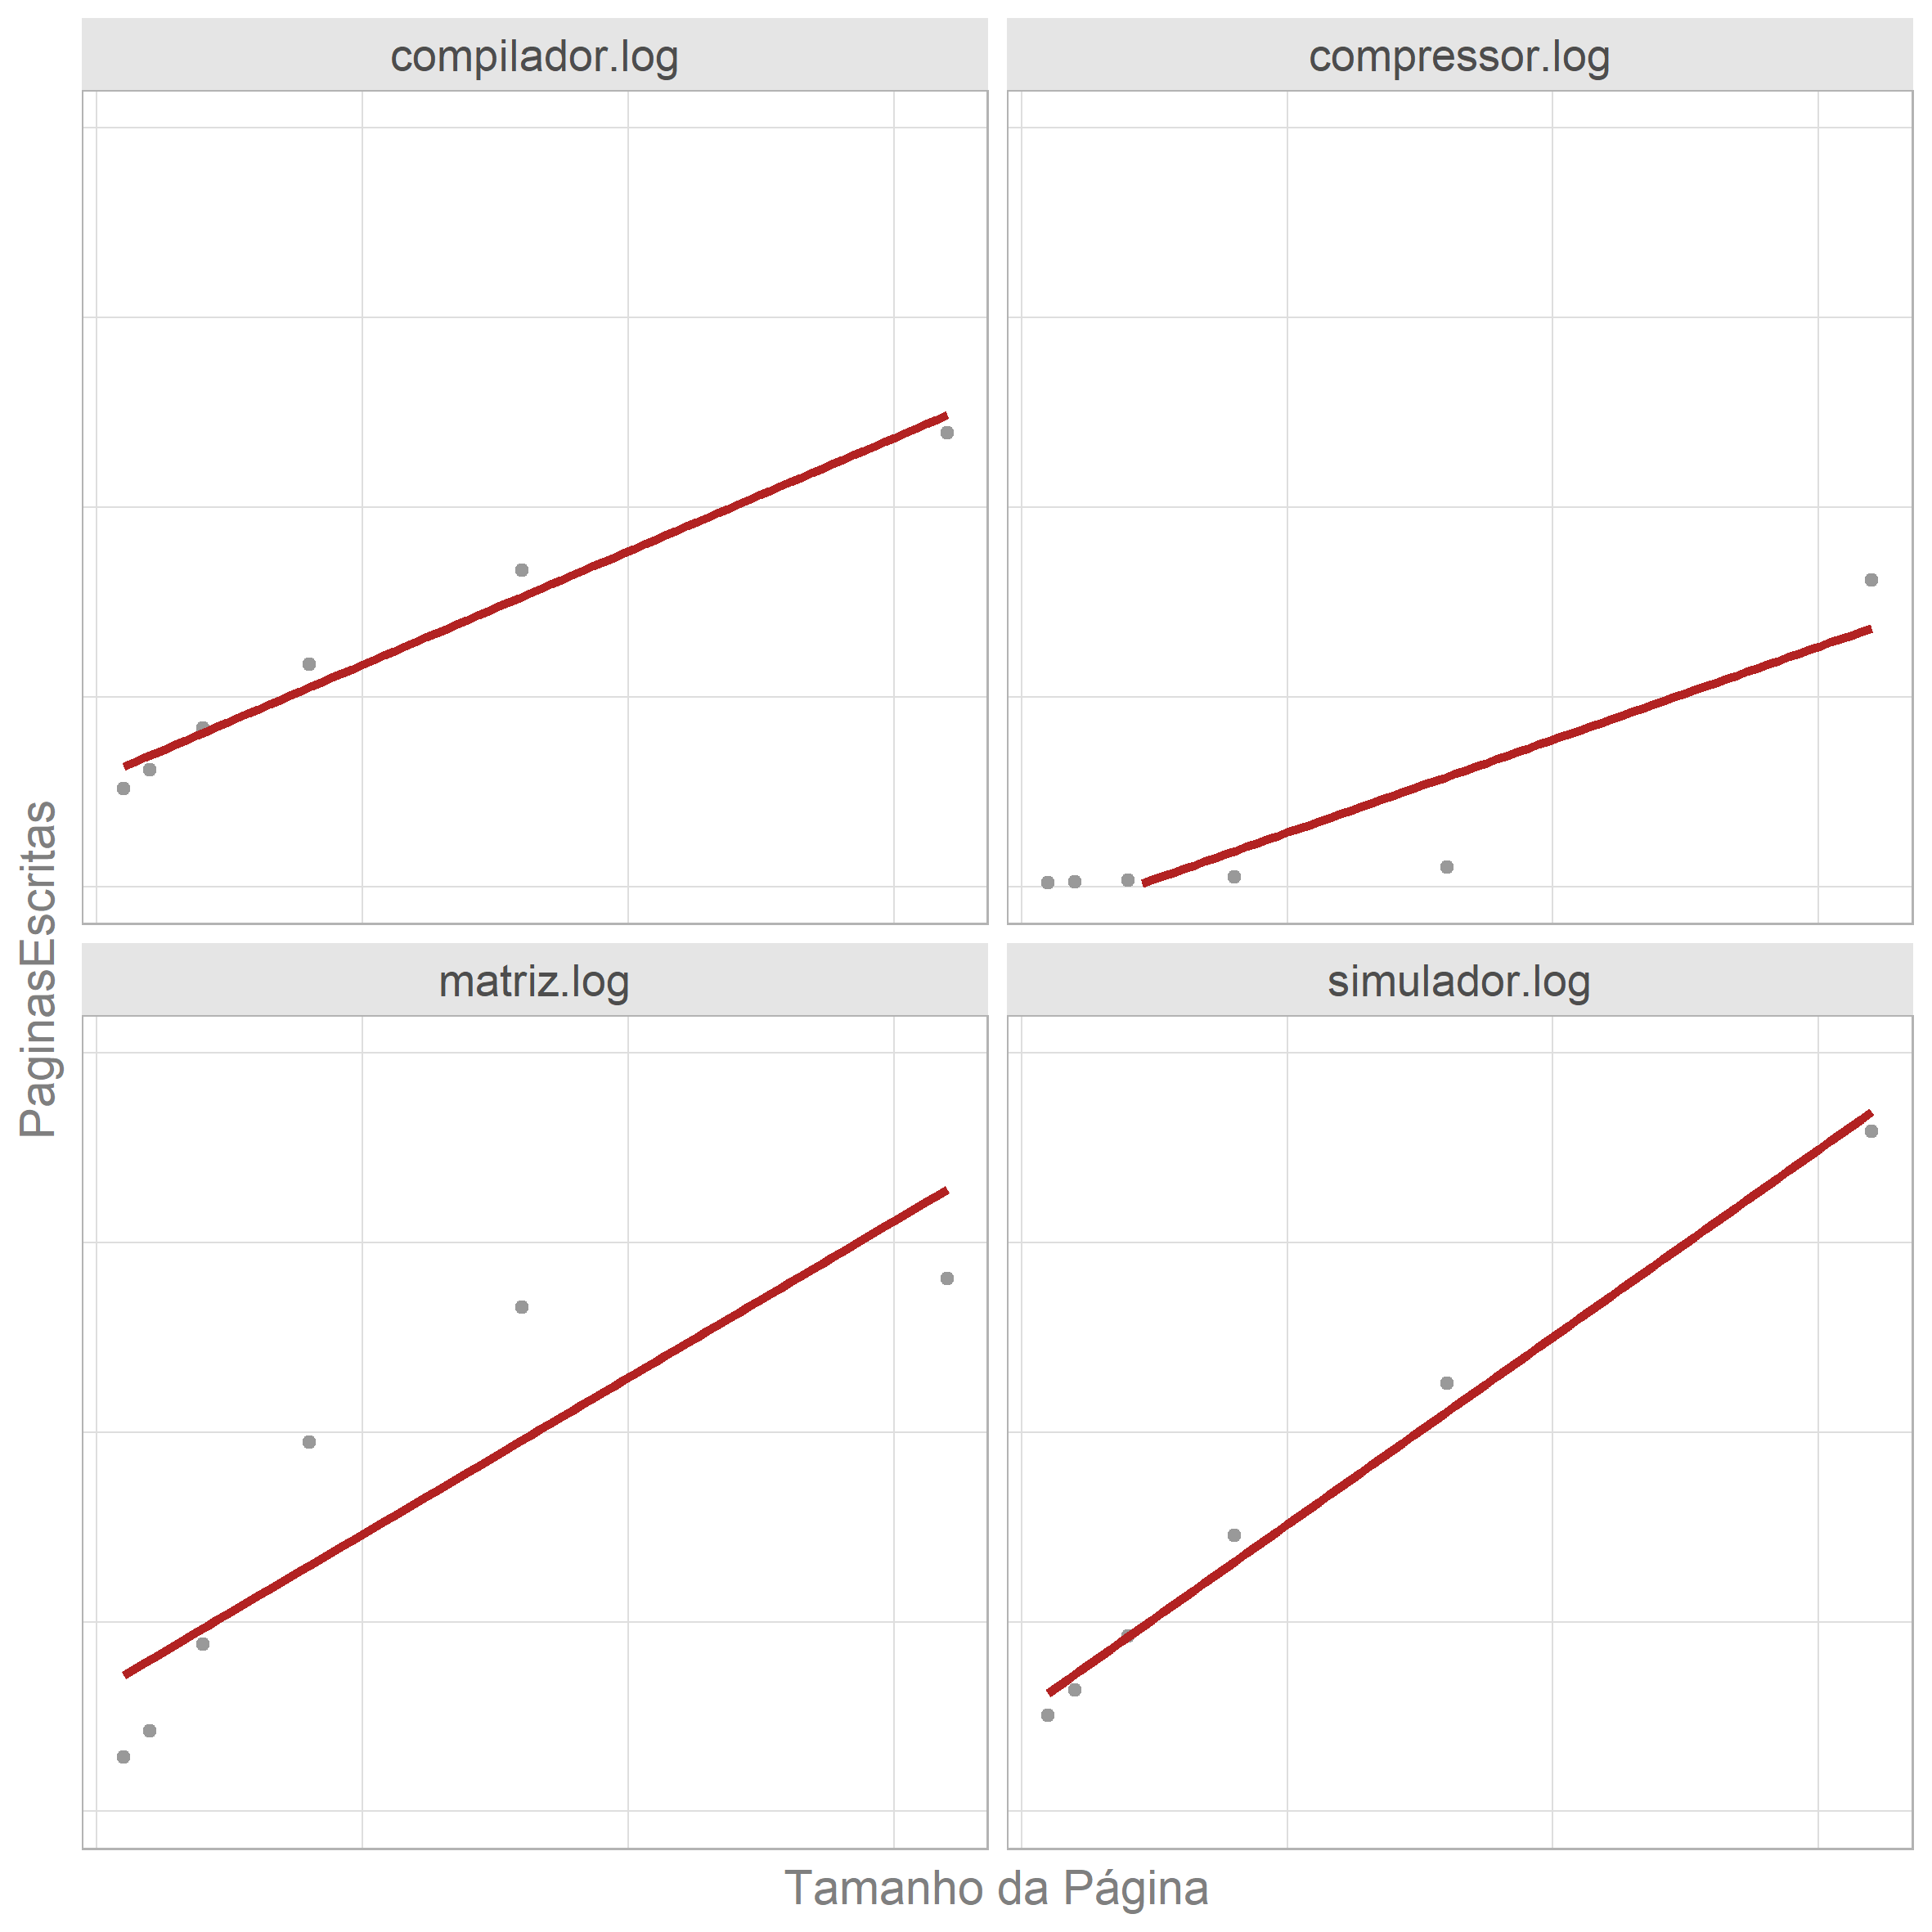 compilador.log
compressor.log
PaginasEscritas
matriz.log
simulador.log
Tamanho da Página